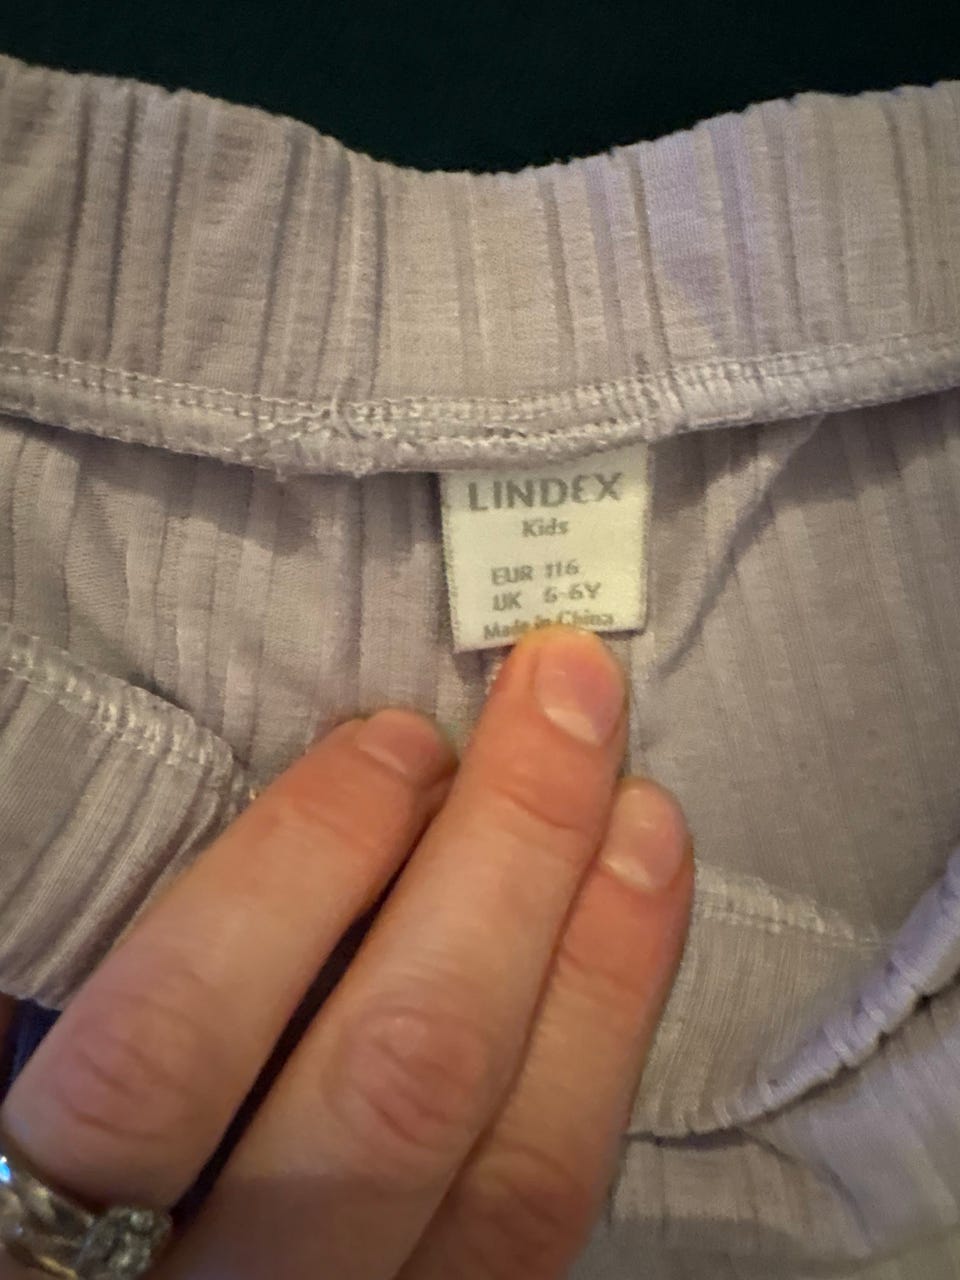 LINDEX
Kids
EUR 116
UK 5-6Y
Made in China